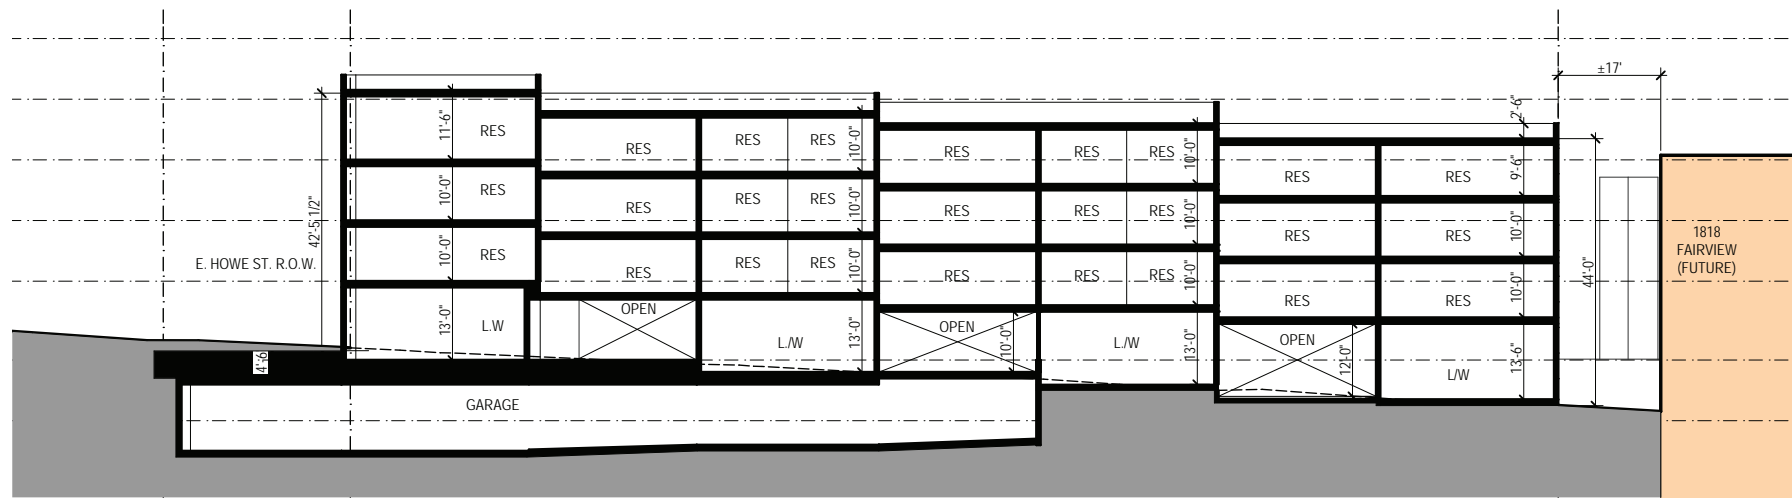 ±17'
2'-6"
11'-6"
RES
RES
RES
RES
10'-0"
RES
RES
RES
10'-0"
RES
RES
9'-6"
10'-0"
RES
RES
RES
RES
10'-0"
RES
RES
RES
10'-0"
RES
RES
10'-0"
42'-5 1/2"
10'-0"
RES
RES
RES
RES
10'-0"
RES
RES
RES
10'-0"
RES
RES
10'-0"
E. HOWE ST. R.O.W.
44'-0"
1818
FAIRVIEW
(FUTURE)
13'-0"
L.W
OPEN
L./W
13'-0"
OPEN
10'-0"
L./W
13'-0"
OPEN
12'-0"
L/W
13'-6"
4'-6
GARAGE